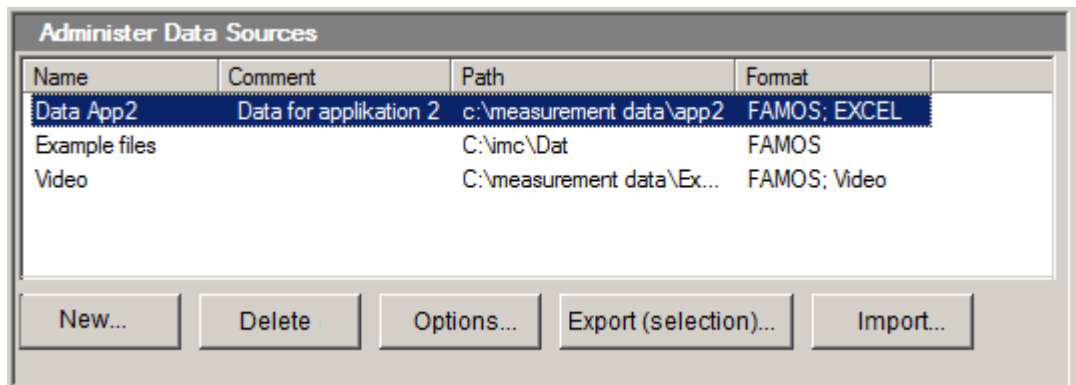 Administer Data Sources
Name Comment Path Format
Data App2 Data for applikation 2 c:\measurement data\app2 FAMOS; EXCEL
Example files C:\imc\Dat FAMOS
Video C:\measurement data\Ex... FAMOS; Video
New... Delete Options... Export (selection)... Import...